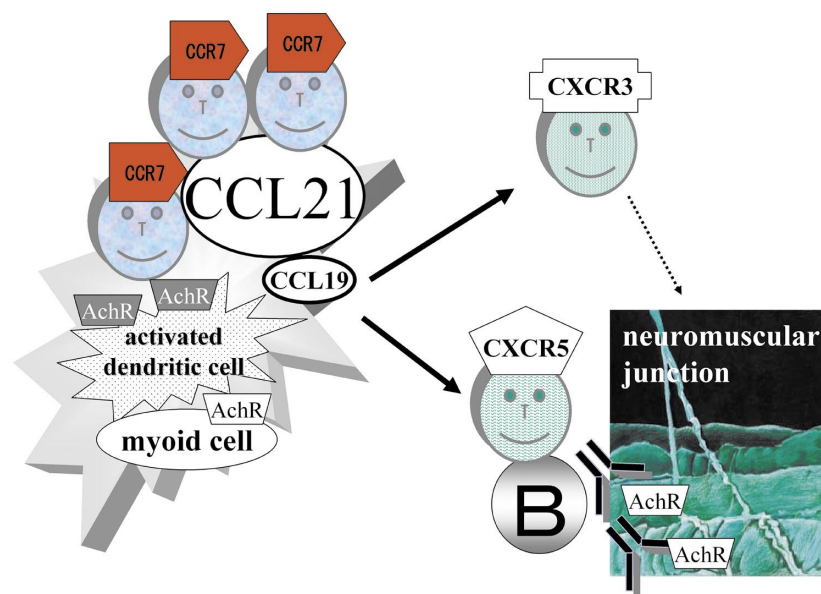 CCR7
CCR7
T
T
CCR7
T
CCL21
CCL19
AchR
AchR
activated
dendritic cell
AchR
myoid cell
CXCR3
T
CXCR5
T
B
neuromuscular
junction
AchR
AchR